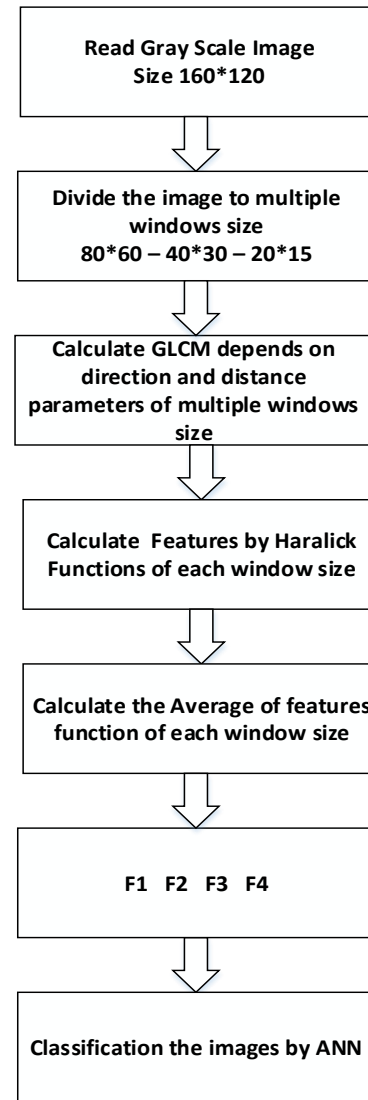 Read Gray Scale Image
Size 160*120
Divide the image to multiple
windows size
80*60 – 40*30 – 20*15
Calculate GLCM depends on
direction and distance
parameters of multiple windows
size
Calculate  Features by Haralick
Functions of each window size
Calculate the Average of features
function of each window size
F1   F2   F3   F4
Classification the images by ANN